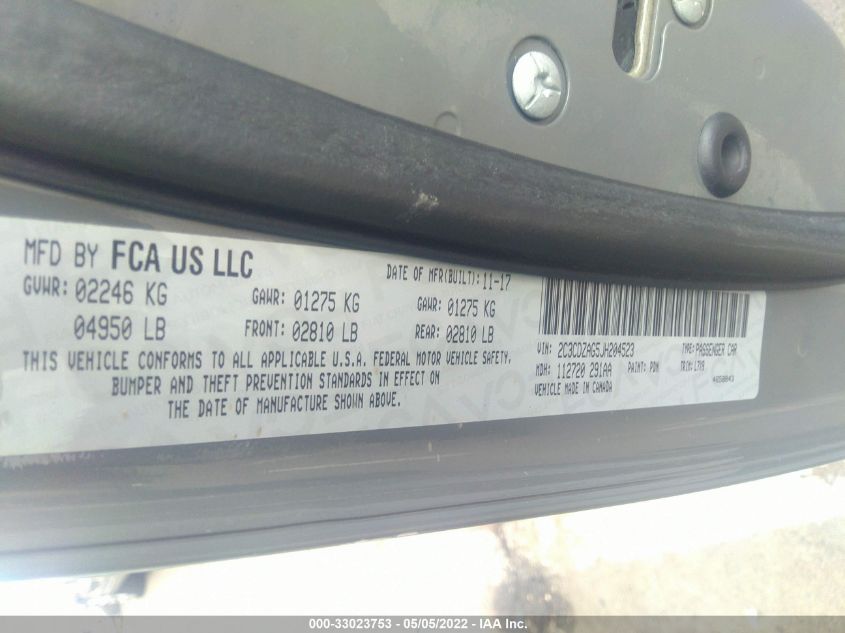 MFD BY FCA US LLC
DATE OF MFR(BUILT): 11-17
GVWR: 02246 KG
GAWR: 01275 KG
GAWR: 01275 KG
04950 LB
FRONT: 02810 LB
REAR: 02810 LB
THIS VEHICLE CONFORMS TO ALL APPLICABLE U.S.A. FEDERAL MOTOR VEHICLE SAFETY,
BUMPER AND THEFT PREVENTION STANDARDS IN EFFECT ON
THE DATE OF MANUFACTURE SHOWN ABOVE.
VIN: 2C3CDZAG5JH204523
TYPE: PASSENGER CAR
MDH: 112720 291AA
PAINT: PDN
TRIM: L7X9
VEHICLE MADE IN CANADA
000-33023753 — 05/05/2022 — IAA Inc.